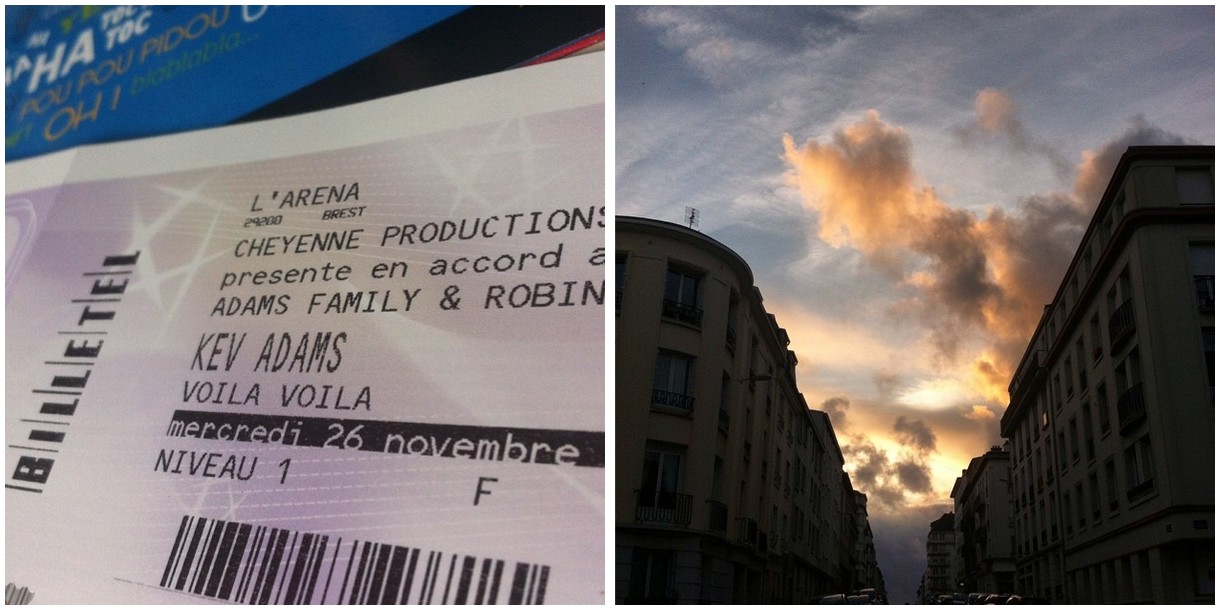 HA
TOC
TOC
POU POU PIDOU
OH ! blablabla...
L'ARENA
29200 BREST
CHEYENNE PRODUCTIONS
presente en accord a
ADAMS FAMILY & ROBIN
KEV ADAMS
VOILA VOILA
mercredi 26 novembre
NIVEAU 1
F
BILLETEL